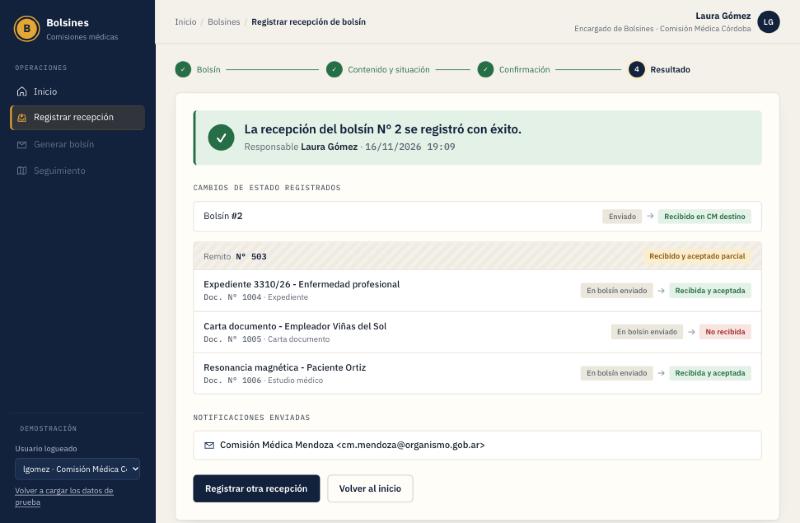 B
Bolsines
Comisiones médicas
OPERACIONES
Inicio
Registrar recepción
Generar bolsín
Seguimiento
DEMOSTRACIÓN
Usuario logueado
lgomez · Comisión Médica C
Volver a cargar los datos de
prueba
Inicio / Bolsines / Registrar recepción de bolsín
Laura Gómez
Encargado de Bolsines · Comisión Médica Córdoba
LG
Bolsín
Contenido y situación
Confirmación
4 Resultado
La recepción del bolsín N° 2 se registró con éxito.
Responsable Laura Gómez · 16/11/2026 19:09
CAMBIOS DE ESTADO REGISTRADOS
Bolsín #2 Enviado → Recibido en CM destino
Remito N° 503 Recibido y aceptado parcial
Expediente 3310/26 - Enfermedad profesional
Doc. N° 1004 · Expediente
En bolsín enviado → Recibida y aceptada
Carta documento - Empleador Viñas del Sol
Doc. N° 1005 · Carta documento
En bolsín enviado → No recibida
Resonancia magnética - Paciente Ortiz
Doc. N° 1006 · Estudio médico
En bolsín enviado → Recibida y aceptada
NOTIFICACIONES ENVIADAS
Comisión Médica Mendoza <cm.mendoza@organismo.gob.ar>
Registrar otra recepción
Volver al inicio